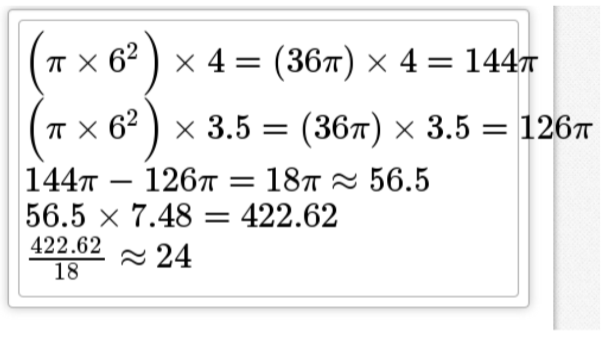 (π × 6²) × 4 = (36π) × 4 = 144π
(π × 6²) × 3.5 = (36π) × 3.5 = 126π
144π − 126π = 18π ≈ 56.5
56.5 × 7.48 = 422.62
422.62/18 ≈ 24